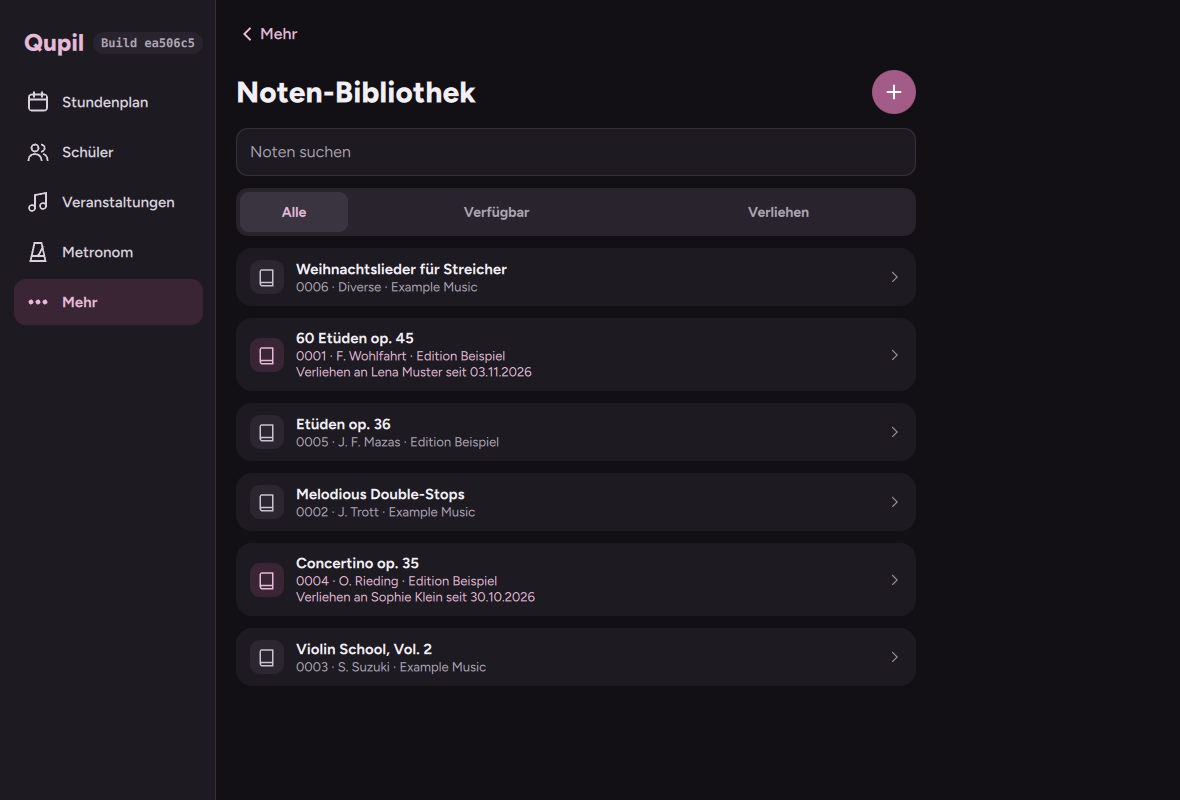 Qupil
Build ea506c5
Stundenplan
Schüler
Veranstaltungen
Metronom
Mehr
Mehr
Noten-Bibliothek
Noten suchen
Alle
Verfügbar
Verliehen
Weihnachtslieder für Streicher
0006 · Diverse · Example Music
60 Etüden op. 45
0001 · F. Wohlfahrt · Edition Beispiel
Verliehen an Lena Muster seit 03.11.2026
Etüden op. 36
0005 · J. F. Mazas · Edition Beispiel
Melodious Double-Stops
0002 · J. Trott · Example Music
Concertino op. 35
0004 · O. Rieding · Edition Beispiel
Verliehen an Sophie Klein seit 30.10.2026
Violin School, Vol. 2
0003 · S. Suzuki · Example Music